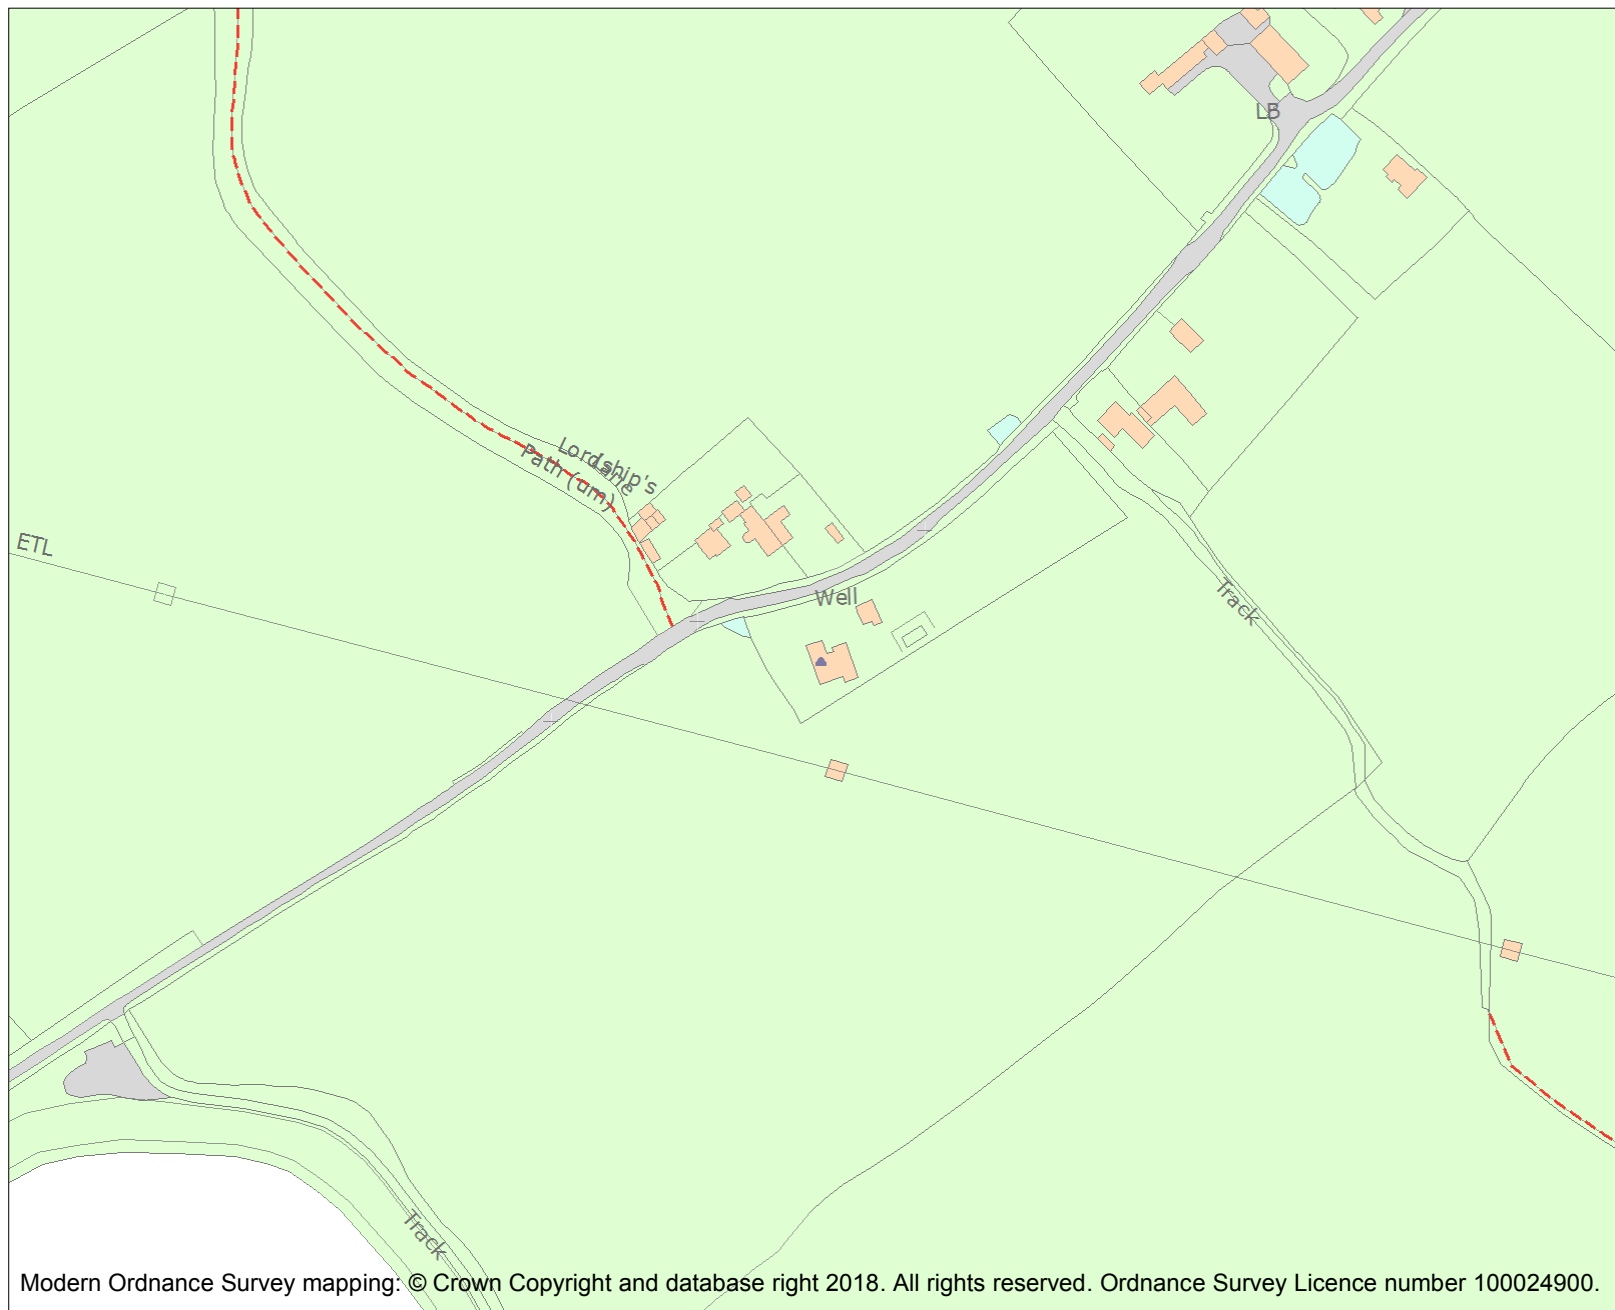 LB
Lordship's
Lane
Path (um)
ETL
Well
Track
Track
Modern Ordnance Survey mapping: © Crown Copyright and database right 2018. All rights reserved. Ordnance Survey Licence number 100024900.